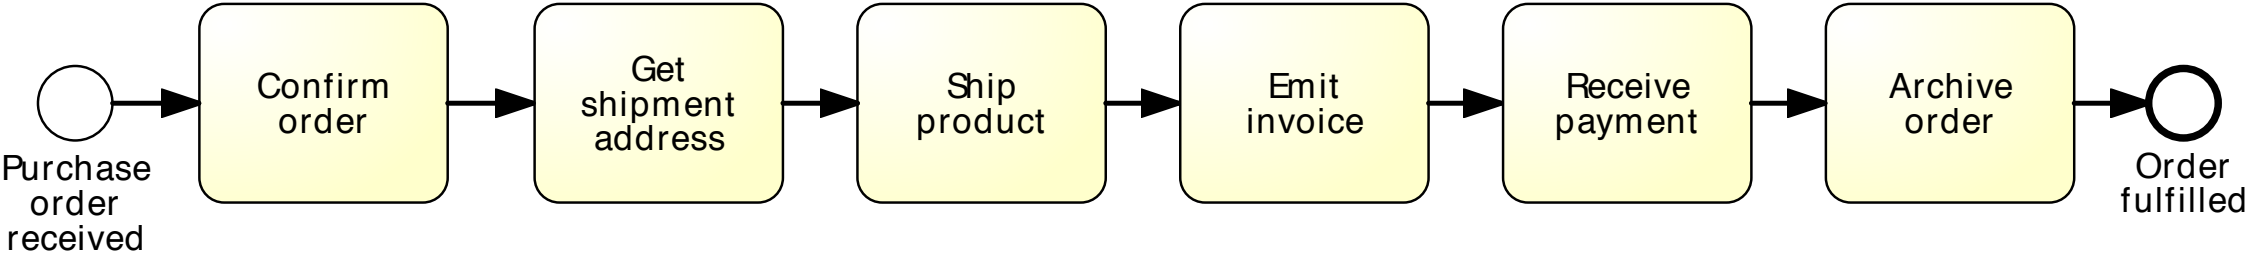 Purchase
order
received
Confirm
order
Get
shipment
address
Ship
product
Emit
invoice
Receive
payment
Archive
order
Order
fulfilled